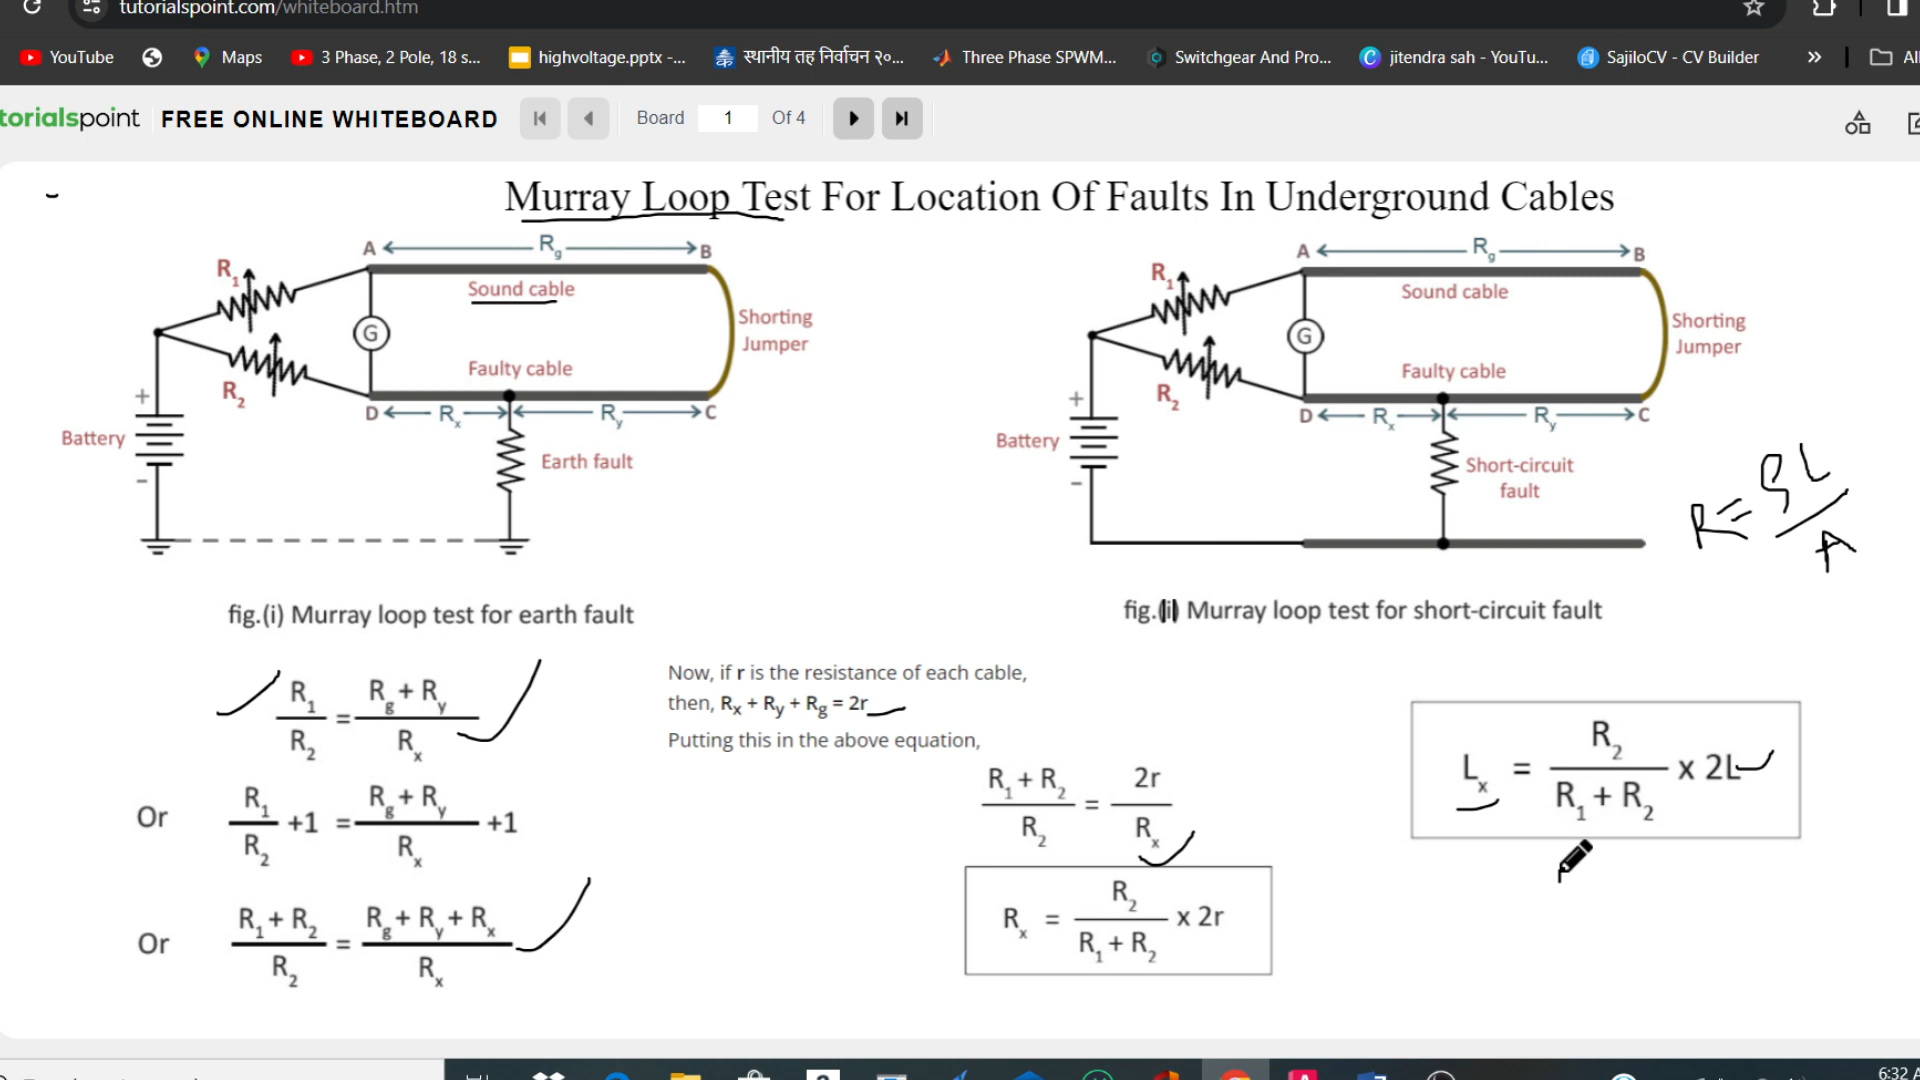 tutorialspoint.com/whiteboard.htm
YouTube Maps 3 Phase, 2 Pole, 18 s... highvoltage.pptx -... स्थानीय तह निर्वाचन २०... Three Phase SPWM... Switchgear And Pro... jitendra sah - YouTu... SajiloCV - CV Builder » All
torialspoint FREE ONLINE WHITEBOARD Board 1 Of 4
Murray Loop Test For Location Of Faults In Underground Cables
A Rg B
R1
Sound cable
G
Shorting
Jumper
Faulty cable
R2
D Rx Ry C
+
Battery
-
Earth fault
fig.(i) Murray loop test for earth fault
A Rg B
R1
Sound cable
G
Shorting
Jumper
Faulty cable
R2
D Rx Ry C
+
Battery
-
Short-circuit
fault
R = ρL/A
fig.(ii) Murray loop test for short-circuit fault
R1/R2 = (Rg + Ry)/Rx
Or R1/R2 +1 = (Rg + Ry)/Rx +1
Or (R1 + R2)/R2 = (Rg + Ry + Rx)/Rx
Now, if r is the resistance of each cable,
then, Rx + Ry + Rg = 2r
Putting this in the above equation,
(R1 + R2)/R2 = 2r/Rx
Rx = R2/(R1 + R2) x 2r
Lx = R2/(R1 + R2) x 2L
6:32 A